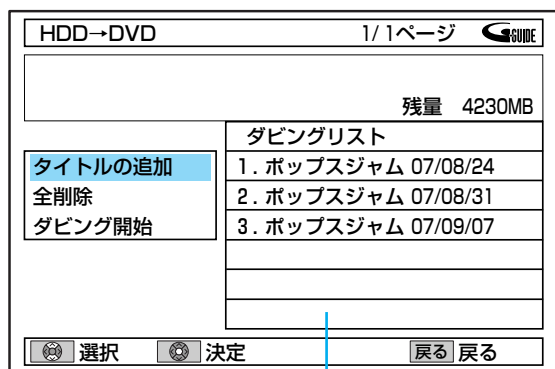 HDD→DVD 1/1ページ G-GUIDE
残量 4230MB
ダビングリスト
タイトルの追加
全削除
ダビング開始
1. ポップスジャム 07/08/24
2. ポップスジャム 07/08/31
3. ポップスジャム 07/09/07
選択 決定 戻る 戻る